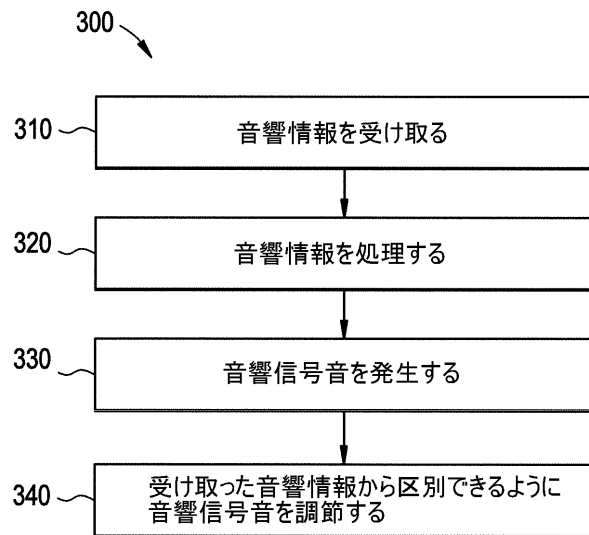 300
310
音響情報を受け取る
320
音響情報を処理する
330
音響信号音を発生する
340
受け取った音響情報から区別できるように
音響信号音を調節する